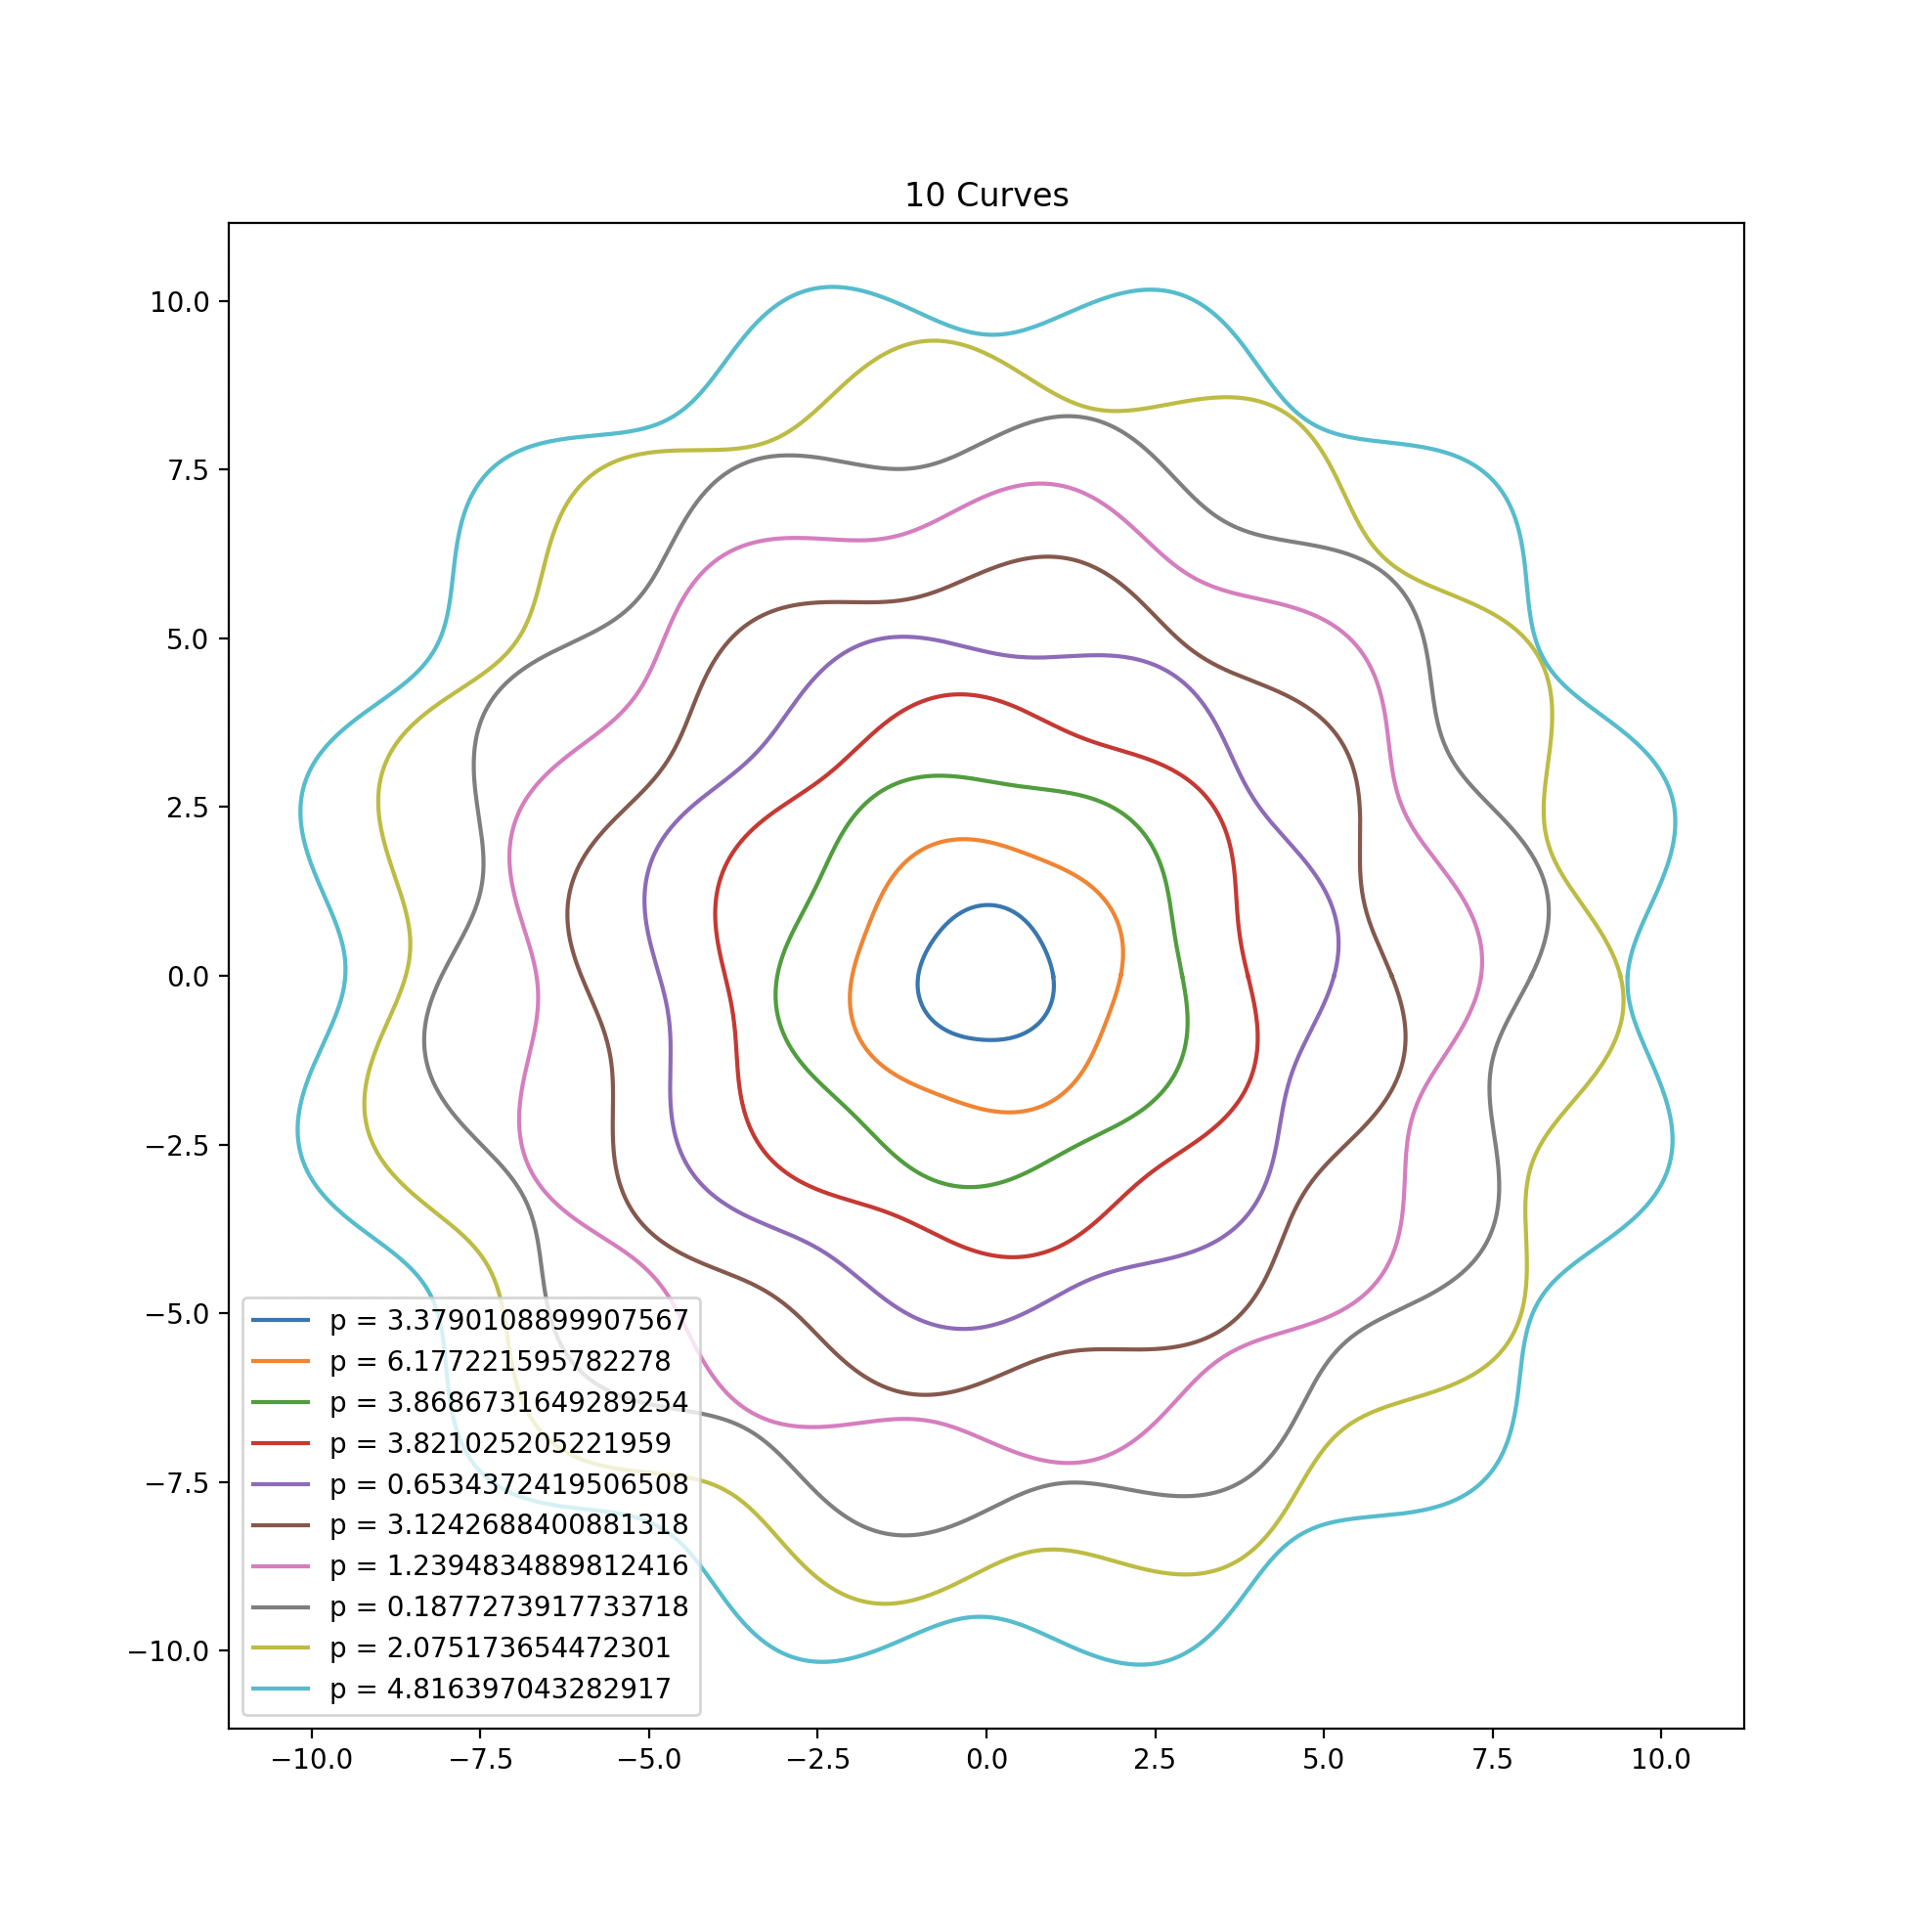 10 Curves
10.0
7.5
5.0
2.5
0.0
−2.5
−5.0
−7.5
−10.0
p = 3.3790108899907567
p = 6.177221595782278
p = 3.8686731649289254
p = 3.821025205221959
p = 0.6534372419506508
p = 3.1242688400881318
p = 1.2394834889812416
p = 0.1877273917733718
p = 2.075173654472301
p = 4.816397043282917
−10.0 −7.5 −5.0 −2.5 0.0 2.5 5.0 7.5 10.0